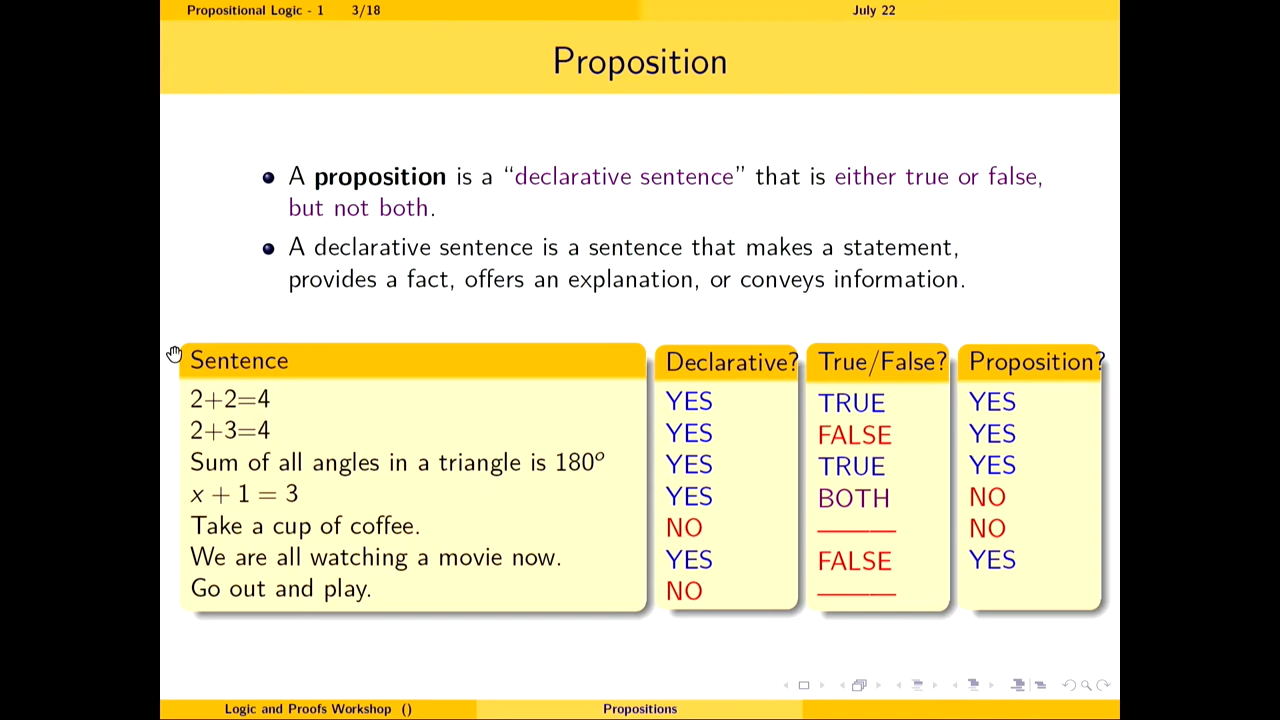 Propositional Logic - 1 3/18 July 22
Proposition
A proposition is a “declarative sentence” that is either true or false,
but not both.
A declarative sentence is a sentence that makes a statement,
provides a fact, offers an explanation, or conveys information.
Sentence Declarative? True/False? Proposition?
2+2=4 YES TRUE YES
2+3=4 YES FALSE YES
Sum of all angles in a triangle is 180° YES TRUE YES
x + 1 = 3 YES BOTH NO
Take a cup of coffee. NO ——— NO
We are all watching a movie now. YES FALSE YES
Go out and play. NO ———
Logic and Proofs Workshop () Propositions